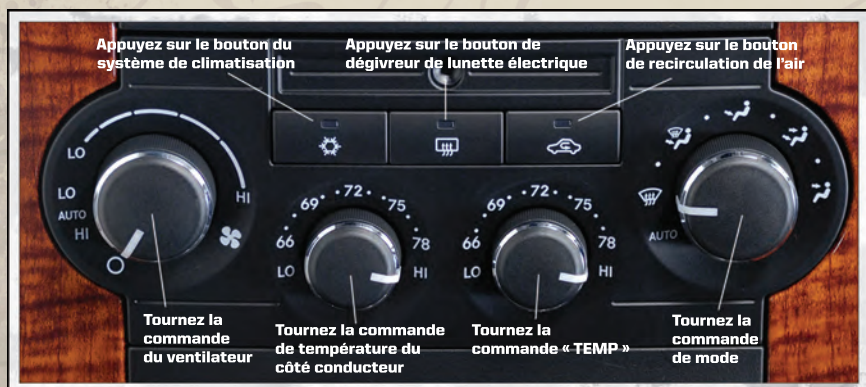 Appuyez sur le bouton du
système de climatisation
Appuyez sur le bouton de
dégivreur de lunette électrique
Appuyez sur le bouton
de recirculation de l'air
LO
HI
LO
AUTO
HI
O
66
69
72
75
78
LO
HI
66
69
72
75
78
LO
HI
AUTO
Tournez la
commande
du ventilateur
Tournez la commande
de température du
côté conducteur
Tournez la
commande « TEMP »
Tournez la
commande
de mode